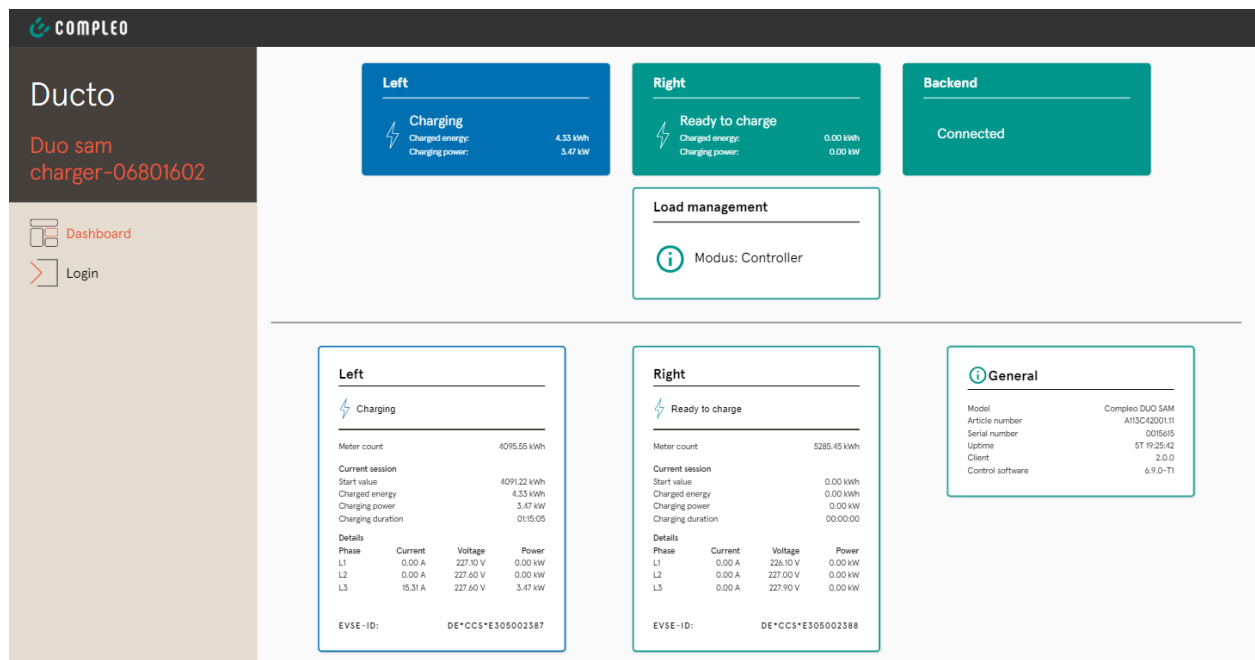 COMPLEO
Ducto
Duo sam
charger-06801602
Dashboard
Login
Left
Charging
Charged energy: 4.33 kWh
Charging power: 3.47 kW
Right
Ready to charge
Charged energy: 0.00 kWh
Charging power: 0.00 kW
Backend
Connected
Load management
Modus: Controller
Left
Charging
Meter count 4095.55 kWh
Current session
Start value 4091.22 kWh
Charged energy 4.33 kWh
Charging power 3.47 kW
Charging duration 01:15:05
Details
Phase Current Voltage Power
L1 0.00 A 227.10 V 0.00 kW
L2 0.00 A 227.60 V 0.00 kW
L3 15.31 A 227.60 V 3.47 kW
EVSE-ID: DE*CCS*E305002387
Right
Ready to charge
Meter count 5285.45 kWh
Current session
Start value 0.00 kWh
Charged energy 0.00 kWh
Charging power 0.00 kW
Charging duration 00:00:00
Details
Phase Current Voltage Power
L1 0.00 A 226.10 V 0.00 kW
L2 0.00 A 227.00 V 0.00 kW
L3 0.00 A 227.90 V 0.00 kW
EVSE-ID: DE*CCS*E305002388
General
Model Compleo DUO SAM
Article number A113C42001.11
Serial number 0015615
Uptime 5T 19:25:42
Client 2.0.0
Control software 6.9.0-T1